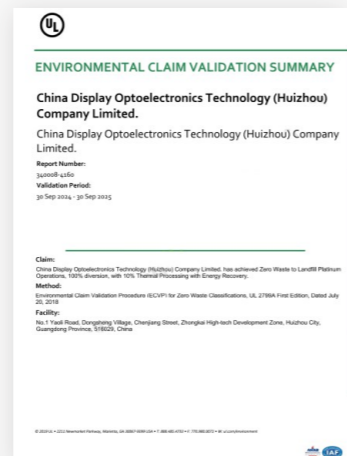 UL
ENVIRONMENTAL CLAIM VALIDATION SUMMARY
China Display Optoelectronics Technology (Huizhou)
Company Limited.
China Display Optoelectronics Technology (Huizhou) Company
Limited.
Report Number:
340008-4160
Validation Period:
30 Sep 2024 - 30 Sep 2025
Claim:
China Display Optoelectronics Technology (Huizhou) Company Limited. has achieved Zero Waste to Landfill Platinum
Operations, 100% diversion, with 10% Thermal Processing with Energy Recovery.
Method:
Environmental Claim Validation Procedure (ECVP) for Zero Waste Classifications, UL 2799A First Edition, Dated July
20, 2018
Facility:
No.1 Yaoli Road, Dongsheng Village, Chenjiang Street, Zhongkai High-tech Development Zone, Huizhou City,
Guangdong Province, 516029, China
IAF